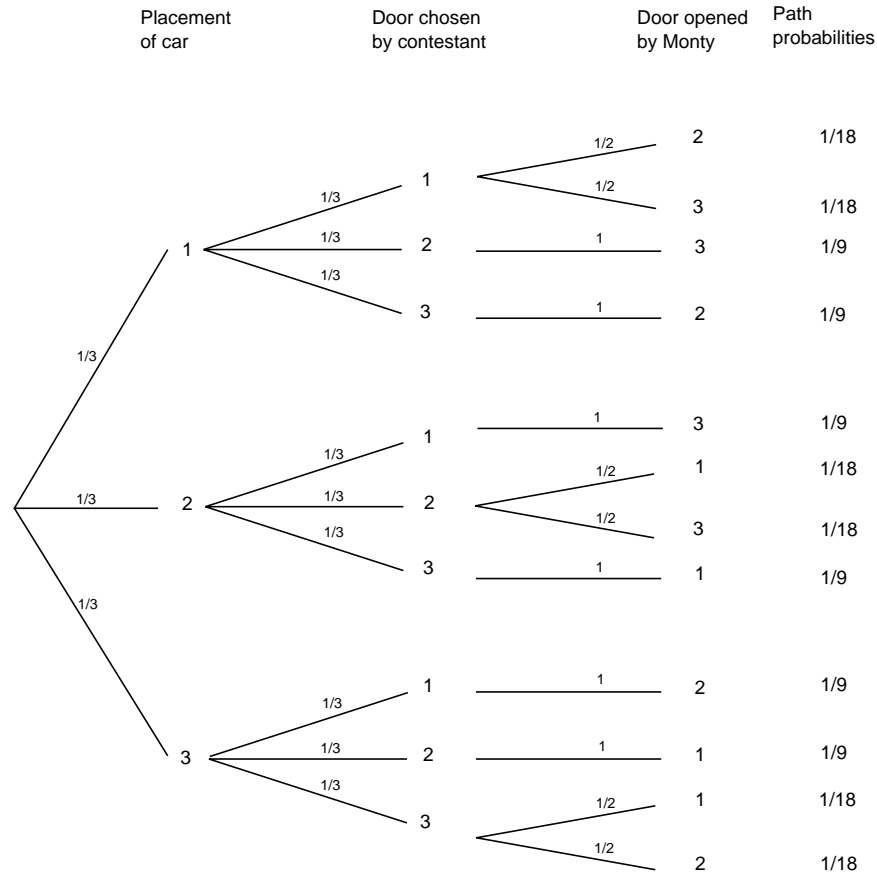 Placement of car
Door chosen by contestant
Door opened by Monty
Path probabilities
1/2 2 1/18
1/3 1
1/2 3 1/18
1 1/3 2 1 3 1/9
1/3
3 1 2 1/9
1/3
1 1 3 1/9
1/3 1/2 1 1/18
1/3 2 1/3 2
1/2 3 1/18
1/3
3 1 1 1/9
1/3
1 1 2 1/9
1/3
3 1/3 2 1 1 1/9
1/3
1/2 1 1/18
3
1/2 2 1/18